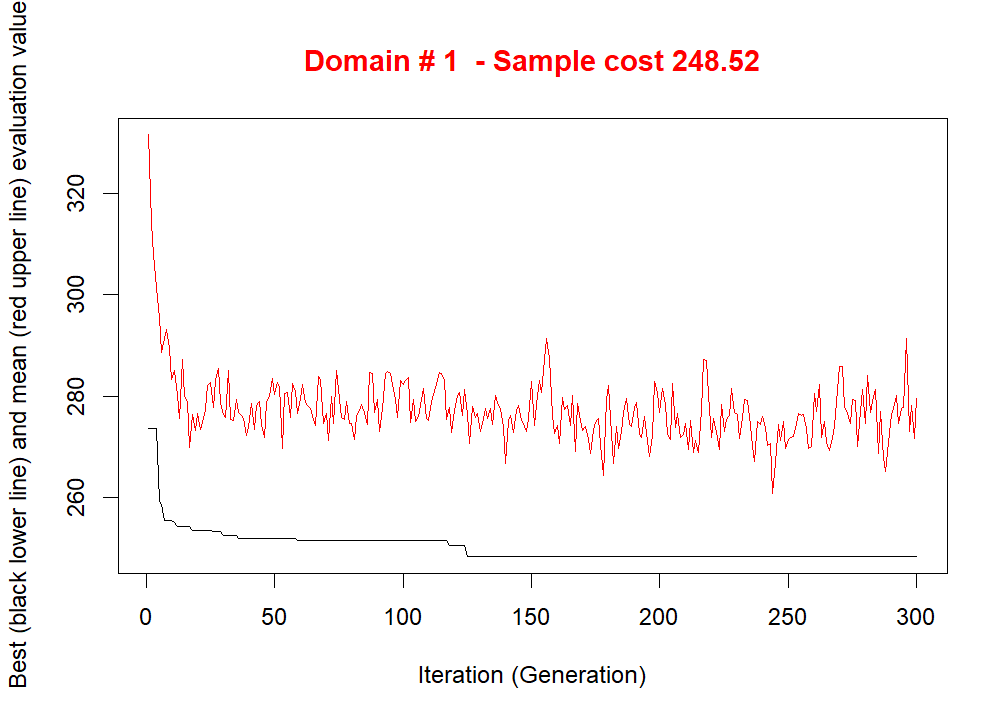 Domain # 1  - Sample cost 248.52
Best (black lower line) and mean (red upper line) evaluation value
320
300
280
260
0 50 100 150 200 250 300
Iteration (Generation)